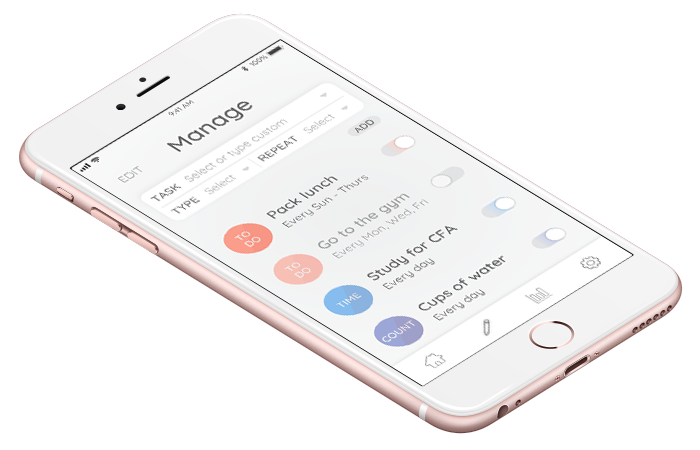 100%
9:41 AM
EDIT
Manage
TASK Select or type custom
TYPE Select REPEAT Select
ADD
TO DO
Pack lunch
Every Sun - Thurs
TO DO
Go to the gym
Every Mon, Wed, Fri
TIME
Study for CFA
Every day
COUNT
Cups of water
Every day